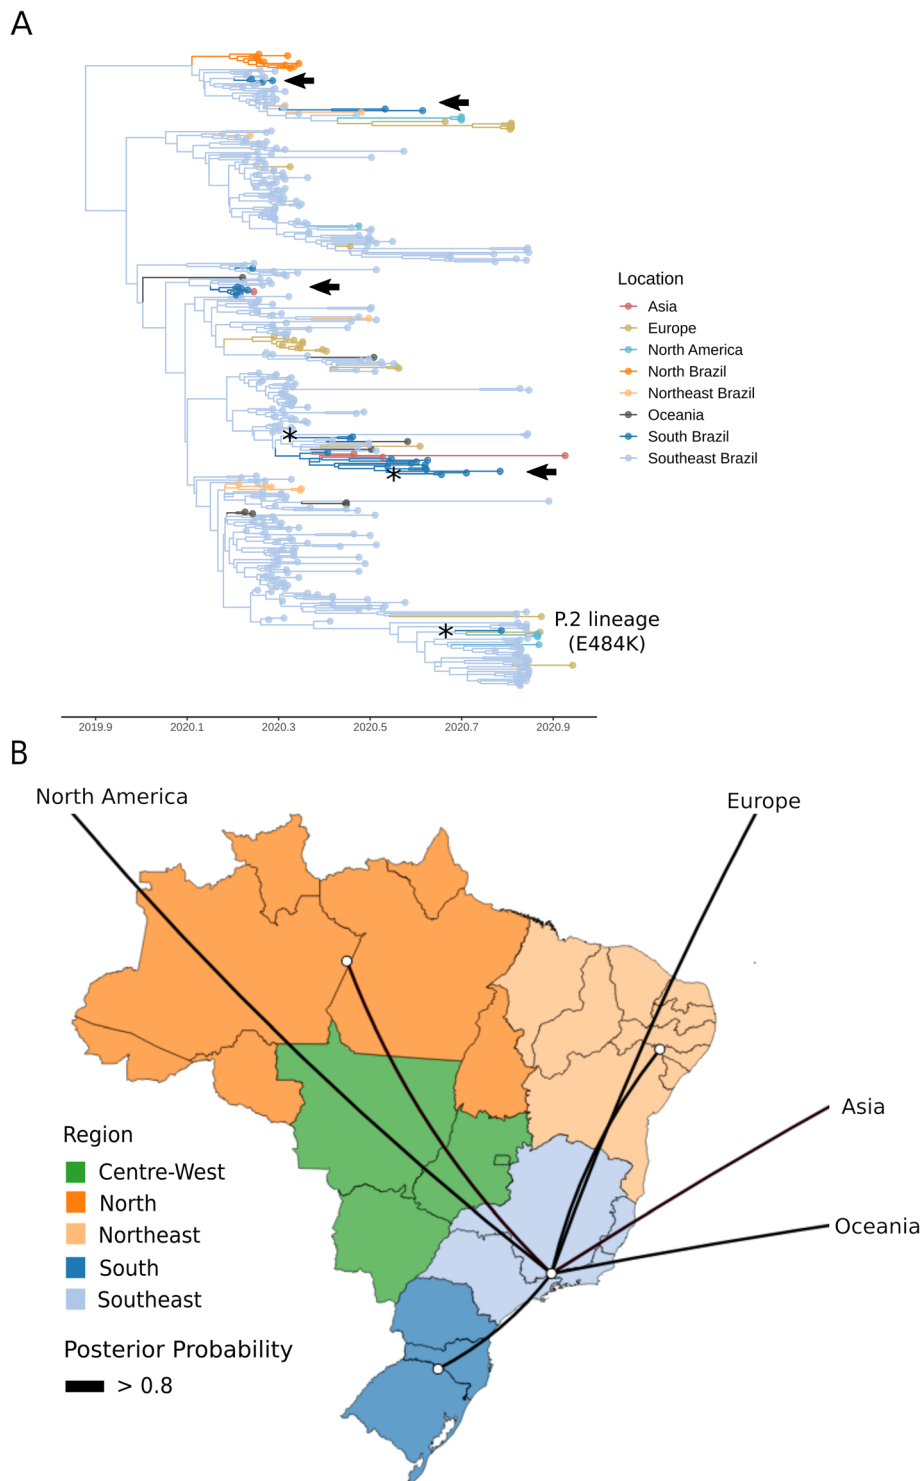 A
Location
Asia
Europe
North America
North Brazil
Northeast Brazil
Oceania
South Brazil
Southeast Brazil
*
*
*
P.2 lineage
(E484K)
2019.9 2020.1 2020.3 2020.5 2020.7 2020.9
B
North America
Europe
Asia
Oceania
Region
Centre-West
North
Northeast
South
Southeast
Posterior Probability
> 0.8